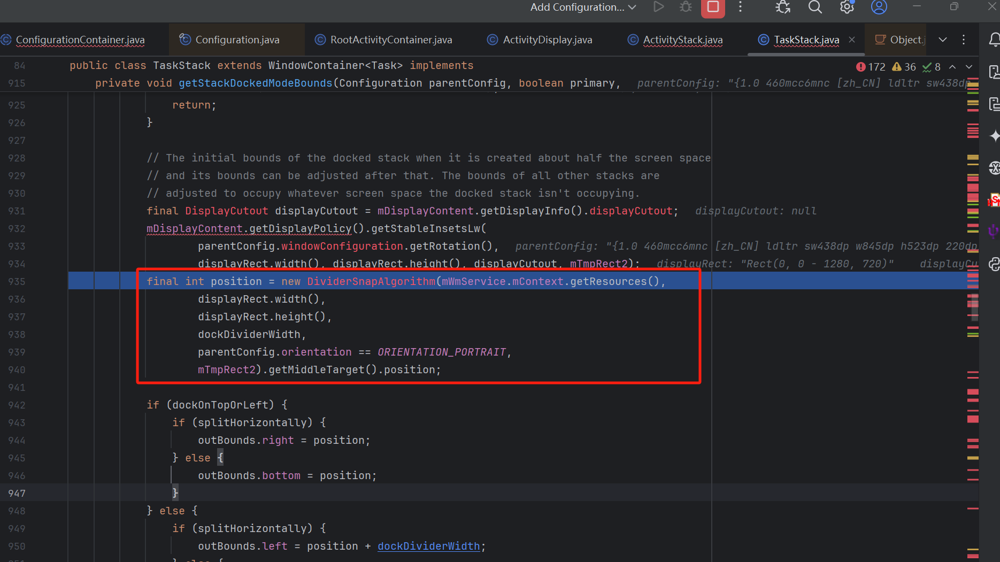 Add Configuration...
ConfigurationContainer.java
Configuration.java
RootActivityContainer.java
ActivityDisplay.java
ActivityStack.java
TaskStack.java
Object.j
172 36 8
84 public class TaskStack extends WindowContainer<Task> implements
915 private void getStackDockedModeBounds(Configuration parentConfig, boolean primary, parentConfig: "{1.0 460mcc6mnc [zh_CN] ldltr sw438dp
925 return;
926 }
927
928 // The initial bounds of the docked stack when it is created about half the screen space
929 // and its bounds can be adjusted after that. The bounds of all other stacks are
930 // adjusted to occupy whatever screen space the docked stack isn't occupying.
931 final DisplayCutout displayCutout = mDisplayContent.getDisplayInfo().displayCutout; displayCutout: null
932 mDisplayContent.getDisplayPolicy().getStableInsetsLw(
933 parentConfig.windowConfiguration.getRotation(), parentConfig: "{1.0 460mcc6mnc [zh_CN] ldltr sw438dp w845dp h523dp 220dp
934 displayRect.width(), displayRect.height(), displayCutout, mTmpRect2); displayRect: "Rect(0, 0 - 1280, 720)" displayCu
935 final int position = new DividerSnapAlgorithm(mWmService.mContext.getResources(),
936 displayRect.width(),
937 displayRect.height(),
938 dockDividerWidth,
939 parentConfig.orientation == ORIENTATION_PORTRAIT,
940 mTmpRect2).getMiddleTarget().position;
941
942 if (dockOnTopOrLeft) {
943 if (splitHorizontally) {
944 outBounds.right = position;
945 } else {
946 outBounds.bottom = position;
947 }
948 } else {
949 if (splitHorizontally) {
950 outBounds.left = position + dockDividerWidth;
951 } else {